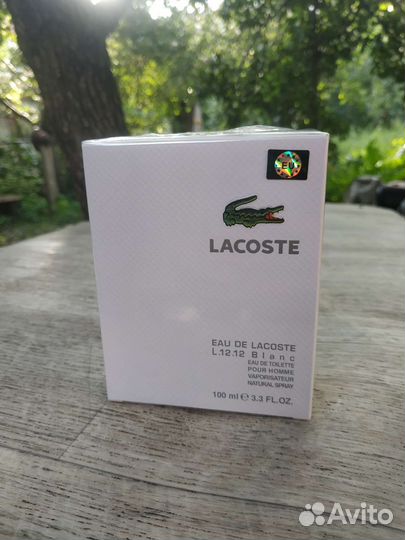 EU
LACOSTE
EAU DE LACOSTE
L.12.12 Blanc
EAU DE TOILETTE
POUR HOMME
VAPORISATEUR
NATURAL SPRAY
100 ml ℮ 3.3 FL.OZ.
Avito